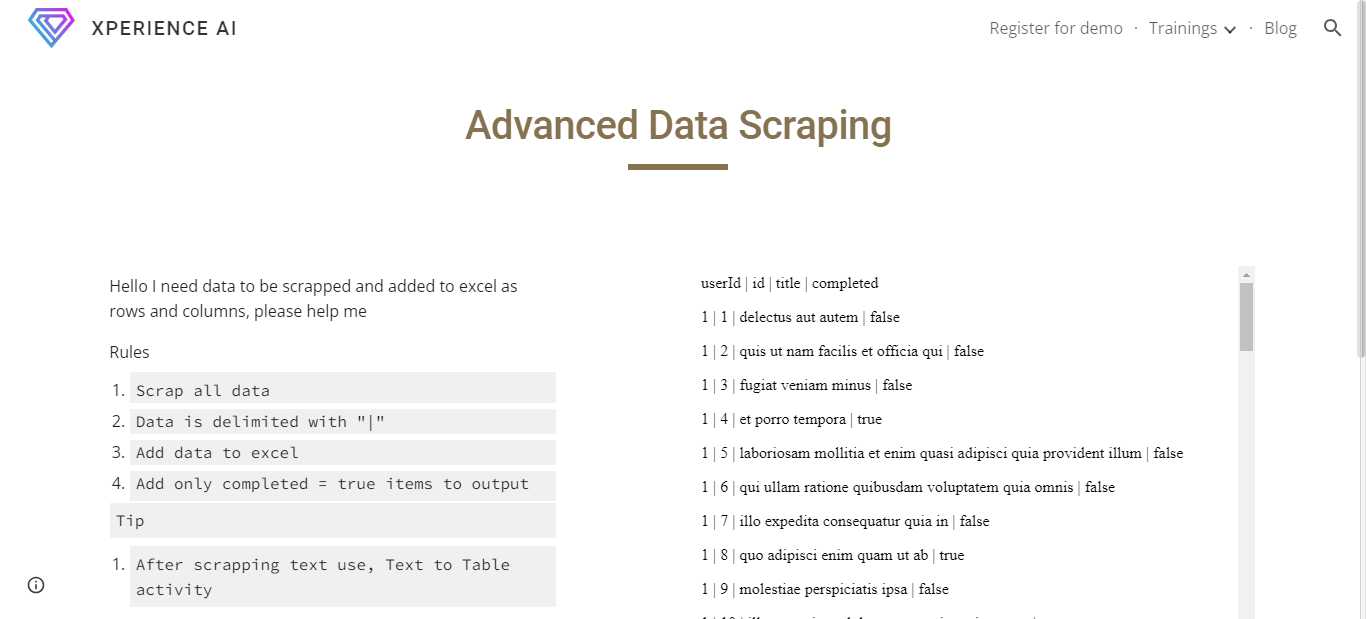 XPERIENCE AI
Register for demo · Trainings · Blog
Advanced Data Scraping
Hello I need data to be scrapped and added to excel as
rows and columns, please help me
Rules
1. Scrap all data
2. Data is delimited with "|"
3. Add data to excel
4. Add only completed = true items to output
Tip
1. After scrapping text use, Text to Table
activity
userId | id | title | completed
1 | 1 | delectus aut autem | false
1 | 2 | quis ut nam facilis et officia qui | false
1 | 3 | fugiat veniam minus | false
1 | 4 | et porro tempora | true
1 | 5 | laboriosam mollitia et enim quasi adipisci quia provident illum | false
1 | 6 | qui ullam ratione quibusdam voluptatem quia omnis | false
1 | 7 | illo expedita consequatur quia in | false
1 | 8 | quo adipisci enim quam ut ab | true
1 | 9 | molestiae perspiciatis ipsa | false